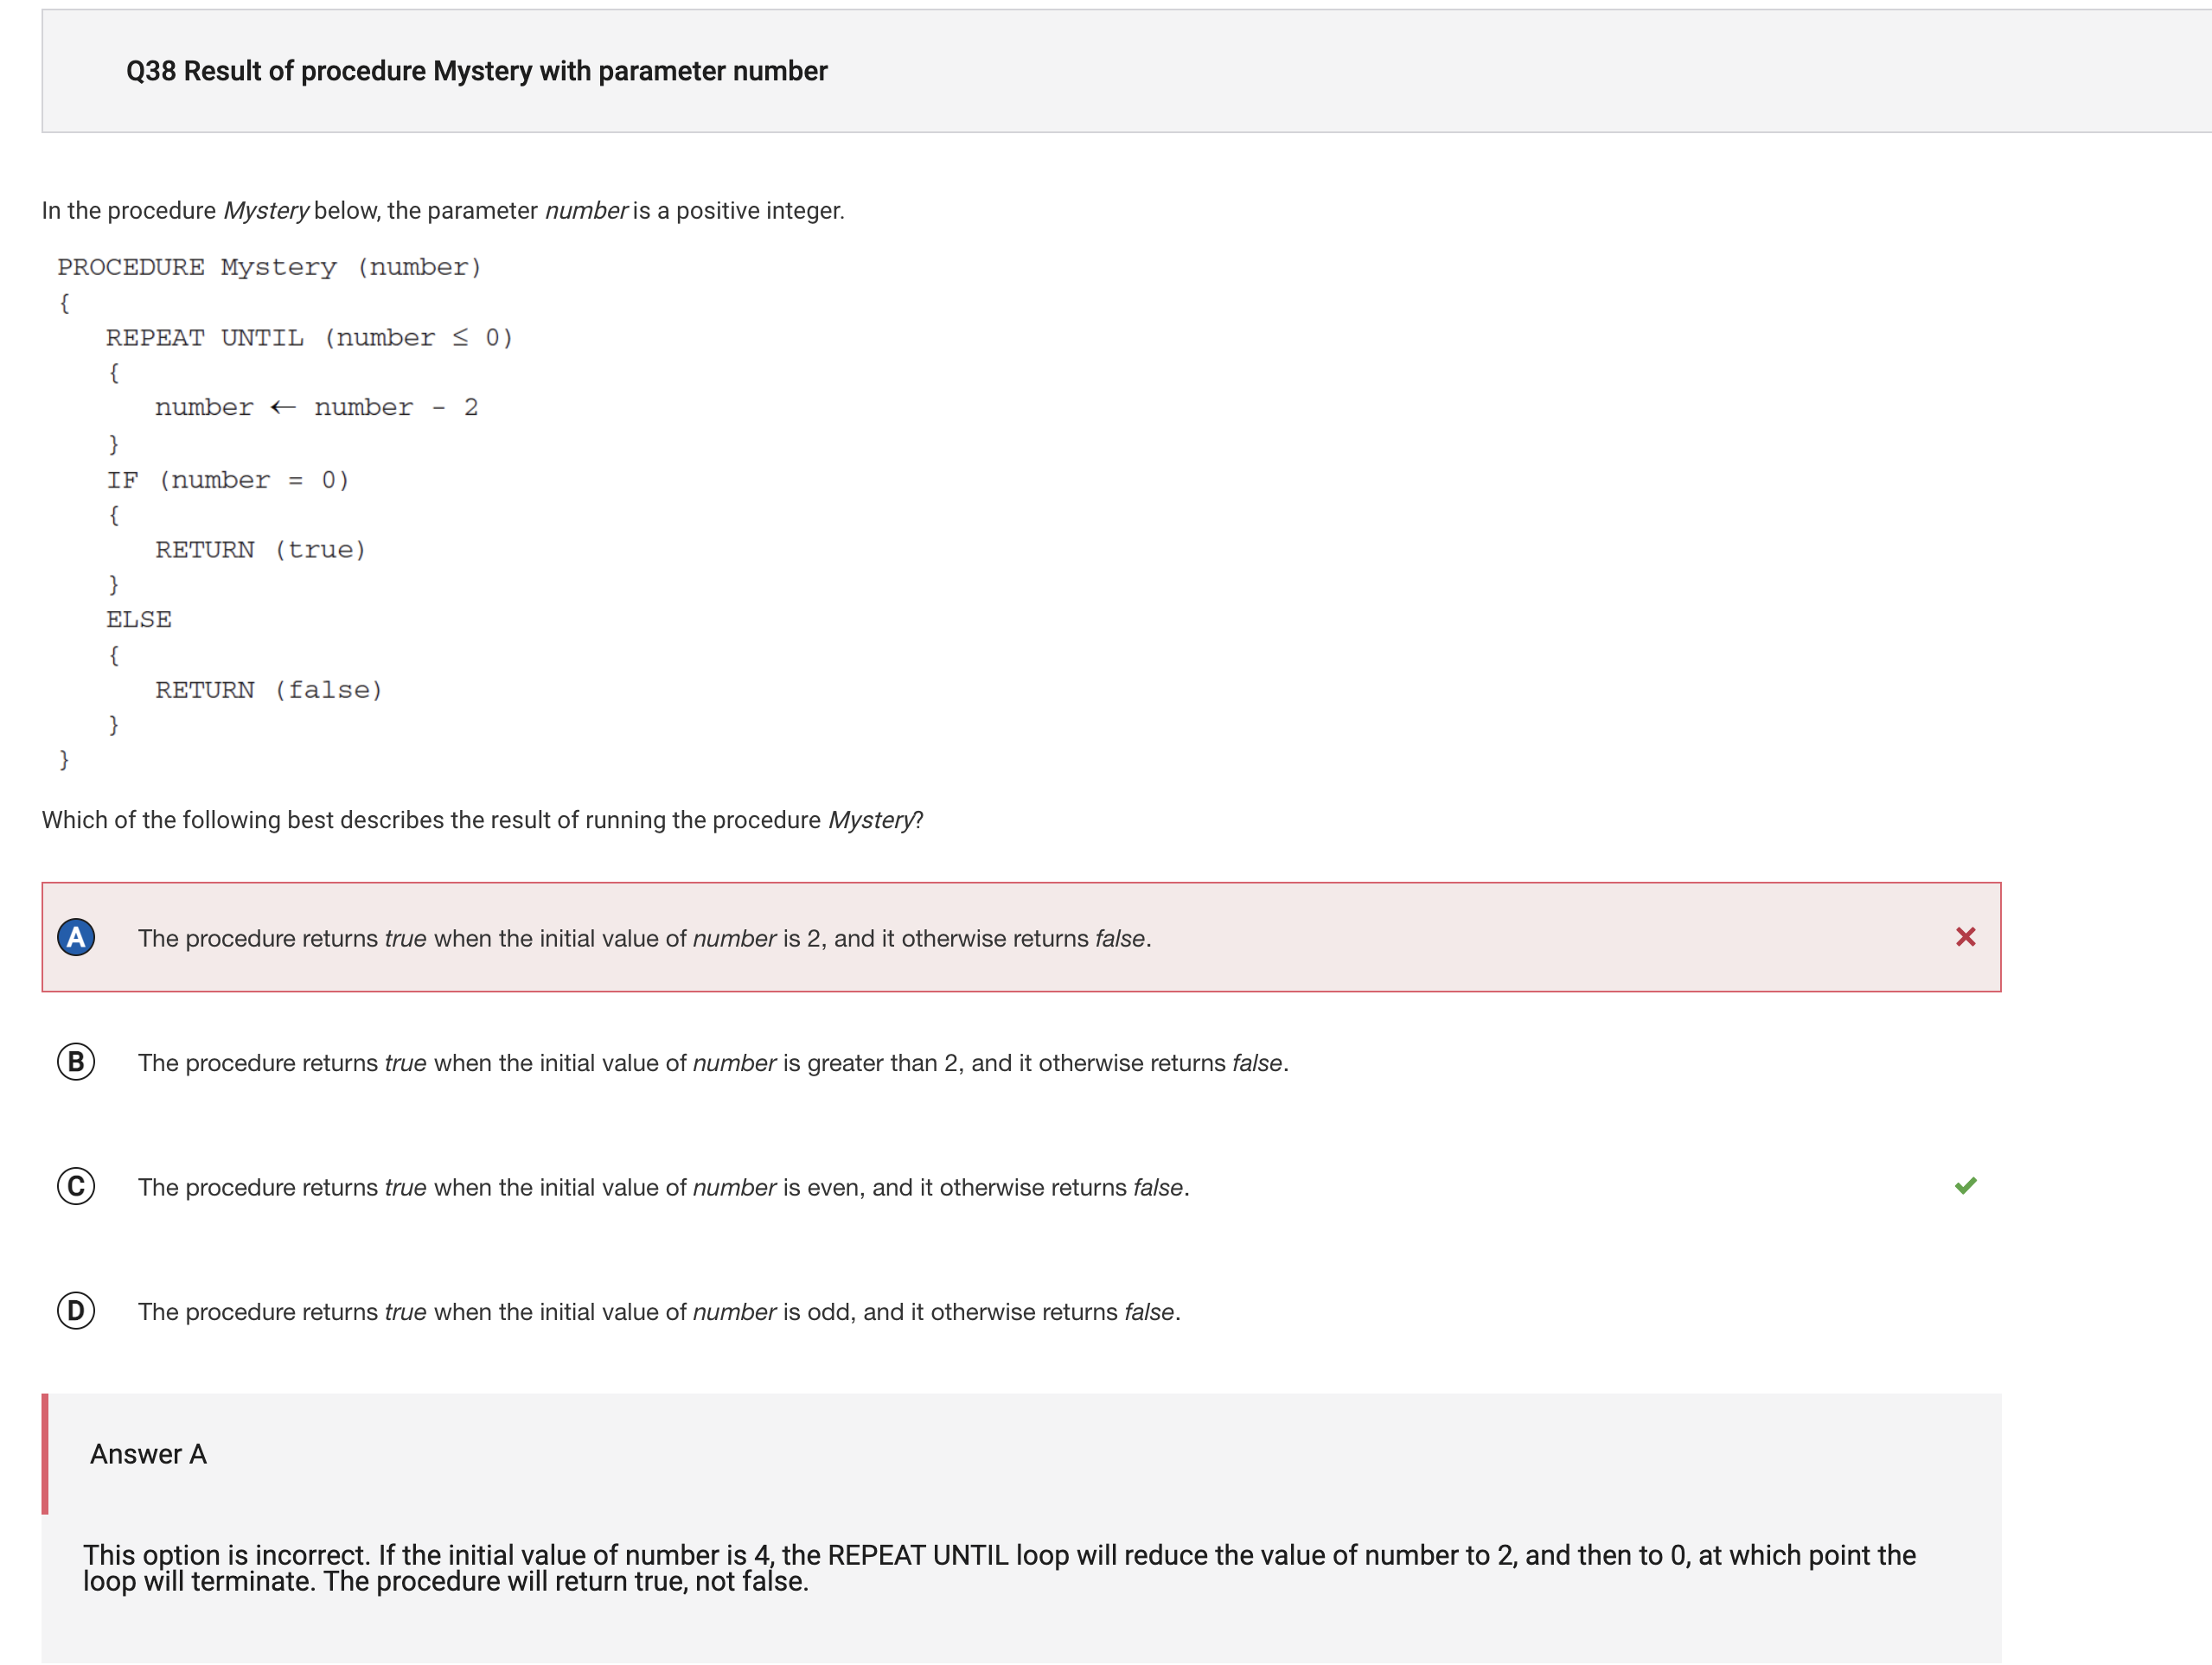 Q38 Result of procedure Mystery with parameter number
In the procedure Mystery below, the parameter number is a positive integer.
PROCEDURE Mystery (number)
{
REPEAT UNTIL (number ≤ 0)
{
number ← number - 2
}
IF (number = 0)
{
RETURN (true)
}
ELSE
{
RETURN (false)
}
}
Which of the following best describes the result of running the procedure Mystery?
A The procedure returns true when the initial value of number is 2, and it otherwise returns false.
B The procedure returns true when the initial value of number is greater than 2, and it otherwise returns false.
C The procedure returns true when the initial value of number is even, and it otherwise returns false.
D The procedure returns true when the initial value of number is odd, and it otherwise returns false.
Answer A
This option is incorrect. If the initial value of number is 4, the REPEAT UNTIL loop will reduce the value of number to 2, and then to 0, at which point the
loop will terminate. The procedure will return true, not false.